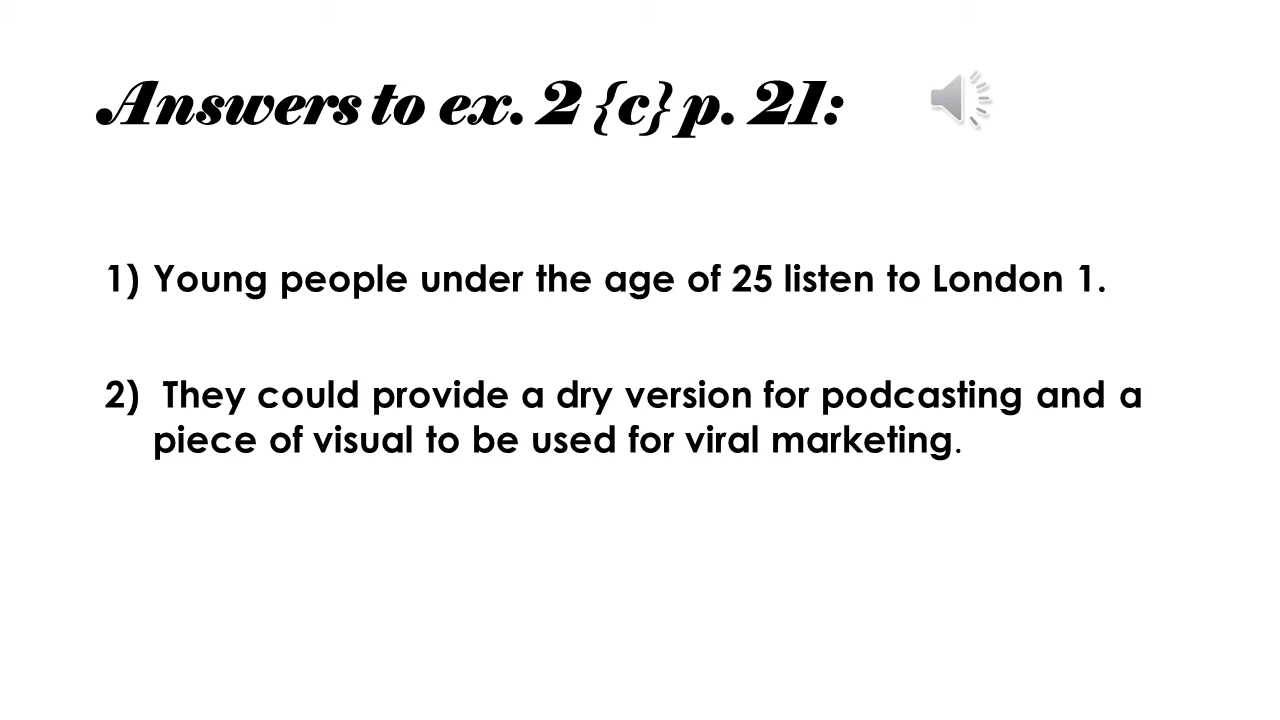 Answers to ex. 2 {c} p. 21:
1) Young people under the age of 25 listen to London 1.
2) They could provide a dry version for podcasting and a
piece of visual to be used for viral marketing.